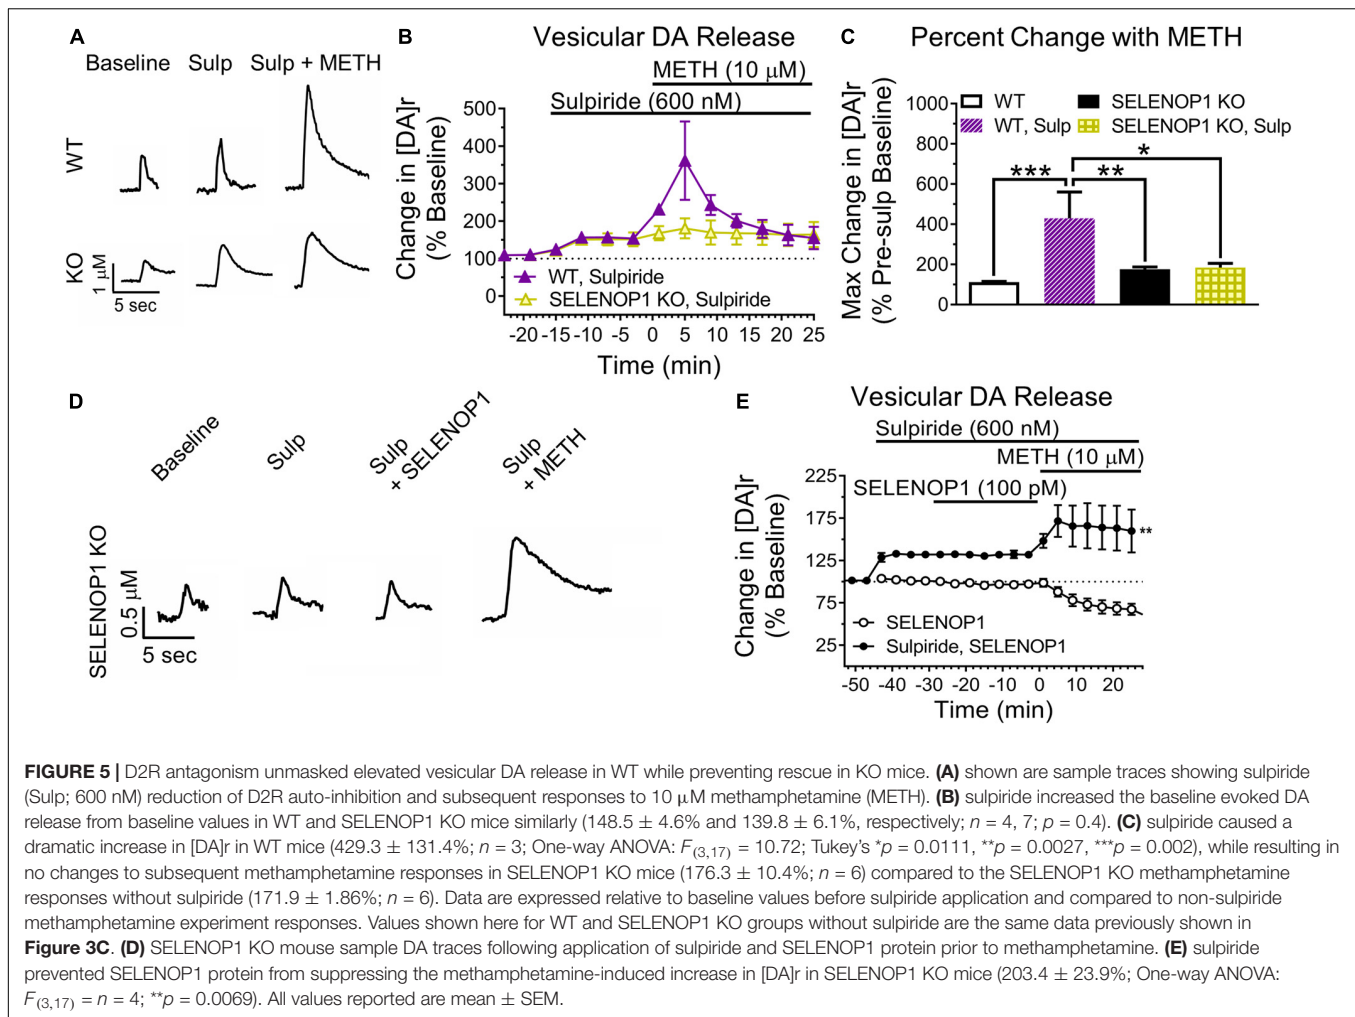 A
Baseline Sulp Sulp + METH
WT
KO
1 µM
5 sec
B
Vesicular DA Release
METH (10 µM)
Sulpiride (600 nM)
Change in [DA]r
(% Baseline)
500
400
300
200
100
0
WT, Sulpiride
SELENOP1 KO, Sulpiride
-20 -15 -10 -5 0 5 10 15 20 25
Time (min)
C
Percent Change with METH
Max Change in [DA]r
(% Pre-sulp Baseline)
1000
800
600
400
200
0
WT SELENOP1 KO
WT, Sulp SELENOP1 KO, Sulp
*
*** **
D
Baseline
Sulp
Sulp
+ SELENOP1
Sulp
+ METH
SELENOP1 KO
0.5 µM
5 sec
E
Vesicular DA Release
Sulpiride (600 nM)
METH (10 µM)
SELENOP1 (100 pM)
Change in [DA]r
(% Baseline)
225
175
125
75
25
**
SELENOP1
Sulpiride, SELENOP1
-50 -40 -30 -20 -10 0 10 20
Time (min)
FIGURE 5 | D2R antagonism unmasked elevated vesicular DA release in WT while preventing rescue in KO mice. (A) shown are sample traces showing sulpiride
(Sulp; 600 nM) reduction of D2R auto-inhibition and subsequent responses to 10 µM methamphetamine (METH). (B) sulpiride increased the baseline evoked DA
release from baseline values in WT and SELENOP1 KO mice similarly (148.5 ± 4.6% and 139.8 ± 6.1%, respectively; n = 4, 7; p = 0.4). (C) sulpiride caused a
dramatic increase in [DA]r in WT mice (429.3 ± 131.4%; n = 3; One-way ANOVA: F(3,17) = 10.72; Tukey's *p = 0.0111, **p = 0.0027, ***p = 0.002), while resulting in
no changes to subsequent methamphetamine responses in SELENOP1 KO mice (176.3 ± 10.4%; n = 6) compared to the SELENOP1 KO methamphetamine
responses without sulpiride (171.9 ± 1.86%; n = 6). Data are expressed relative to baseline values before sulpiride application and compared to non-sulpiride
methamphetamine experiment responses. Values shown here for WT and SELENOP1 KO groups without sulpiride are the same data previously shown in
Figure 3C. (D) SELENOP1 KO mouse sample DA traces following application of sulpiride and SELENOP1 protein prior to methamphetamine. (E) sulpiride
prevented SELENOP1 protein from suppressing the methamphetamine-induced increase in [DA]r in SELENOP1 KO mice (203.4 ± 23.9%; One-way ANOVA:
F(3,17) = n = 4; **p = 0.0069). All values reported are mean ± SEM.